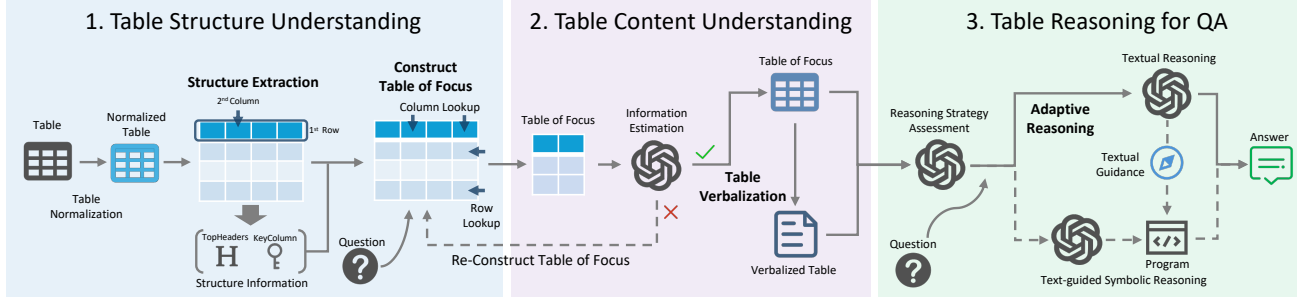 1. Table Structure Understanding
Structure Extraction
2nd Column
1st Row
Table
Normalized
Table
Table
Normalization
TopHeaders
KeyColumn
H
Structure Information
Construct
Table of Focus
Column Lookup
Row
Lookup
Question
?
Re-Construct Table of Focus
2. Table Content Understanding
Table of Focus
Information
Estimation
Table
Verbalization
Table of Focus
Verbalized Table
3. Table Reasoning for QA
Reasoning Strategy
Assessment
Question
?
Adaptive
Reasoning
Textual Reasoning
Textual
Guidance
</>
Program
Text-guided Symbolic Reasoning
Answer